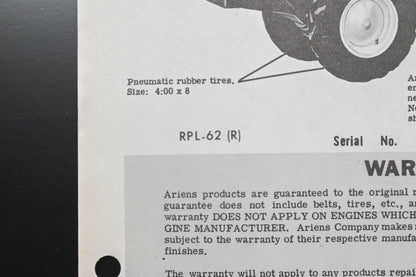 Pneumatic rubber tires.
Size: 4:00 x 8
RPL-62 (R)
Serial No.
WAR
Ariens products are guaranteed to the original
guarantee does not include belts, tires, etc.,
warranty DOES NOT APPLY ON ENGINES WHICH
GINE MANUFACTURER. Ariens Company makes
subject to the warranty of their respective manufa
finishes.
The warranty will not apply to any products repai